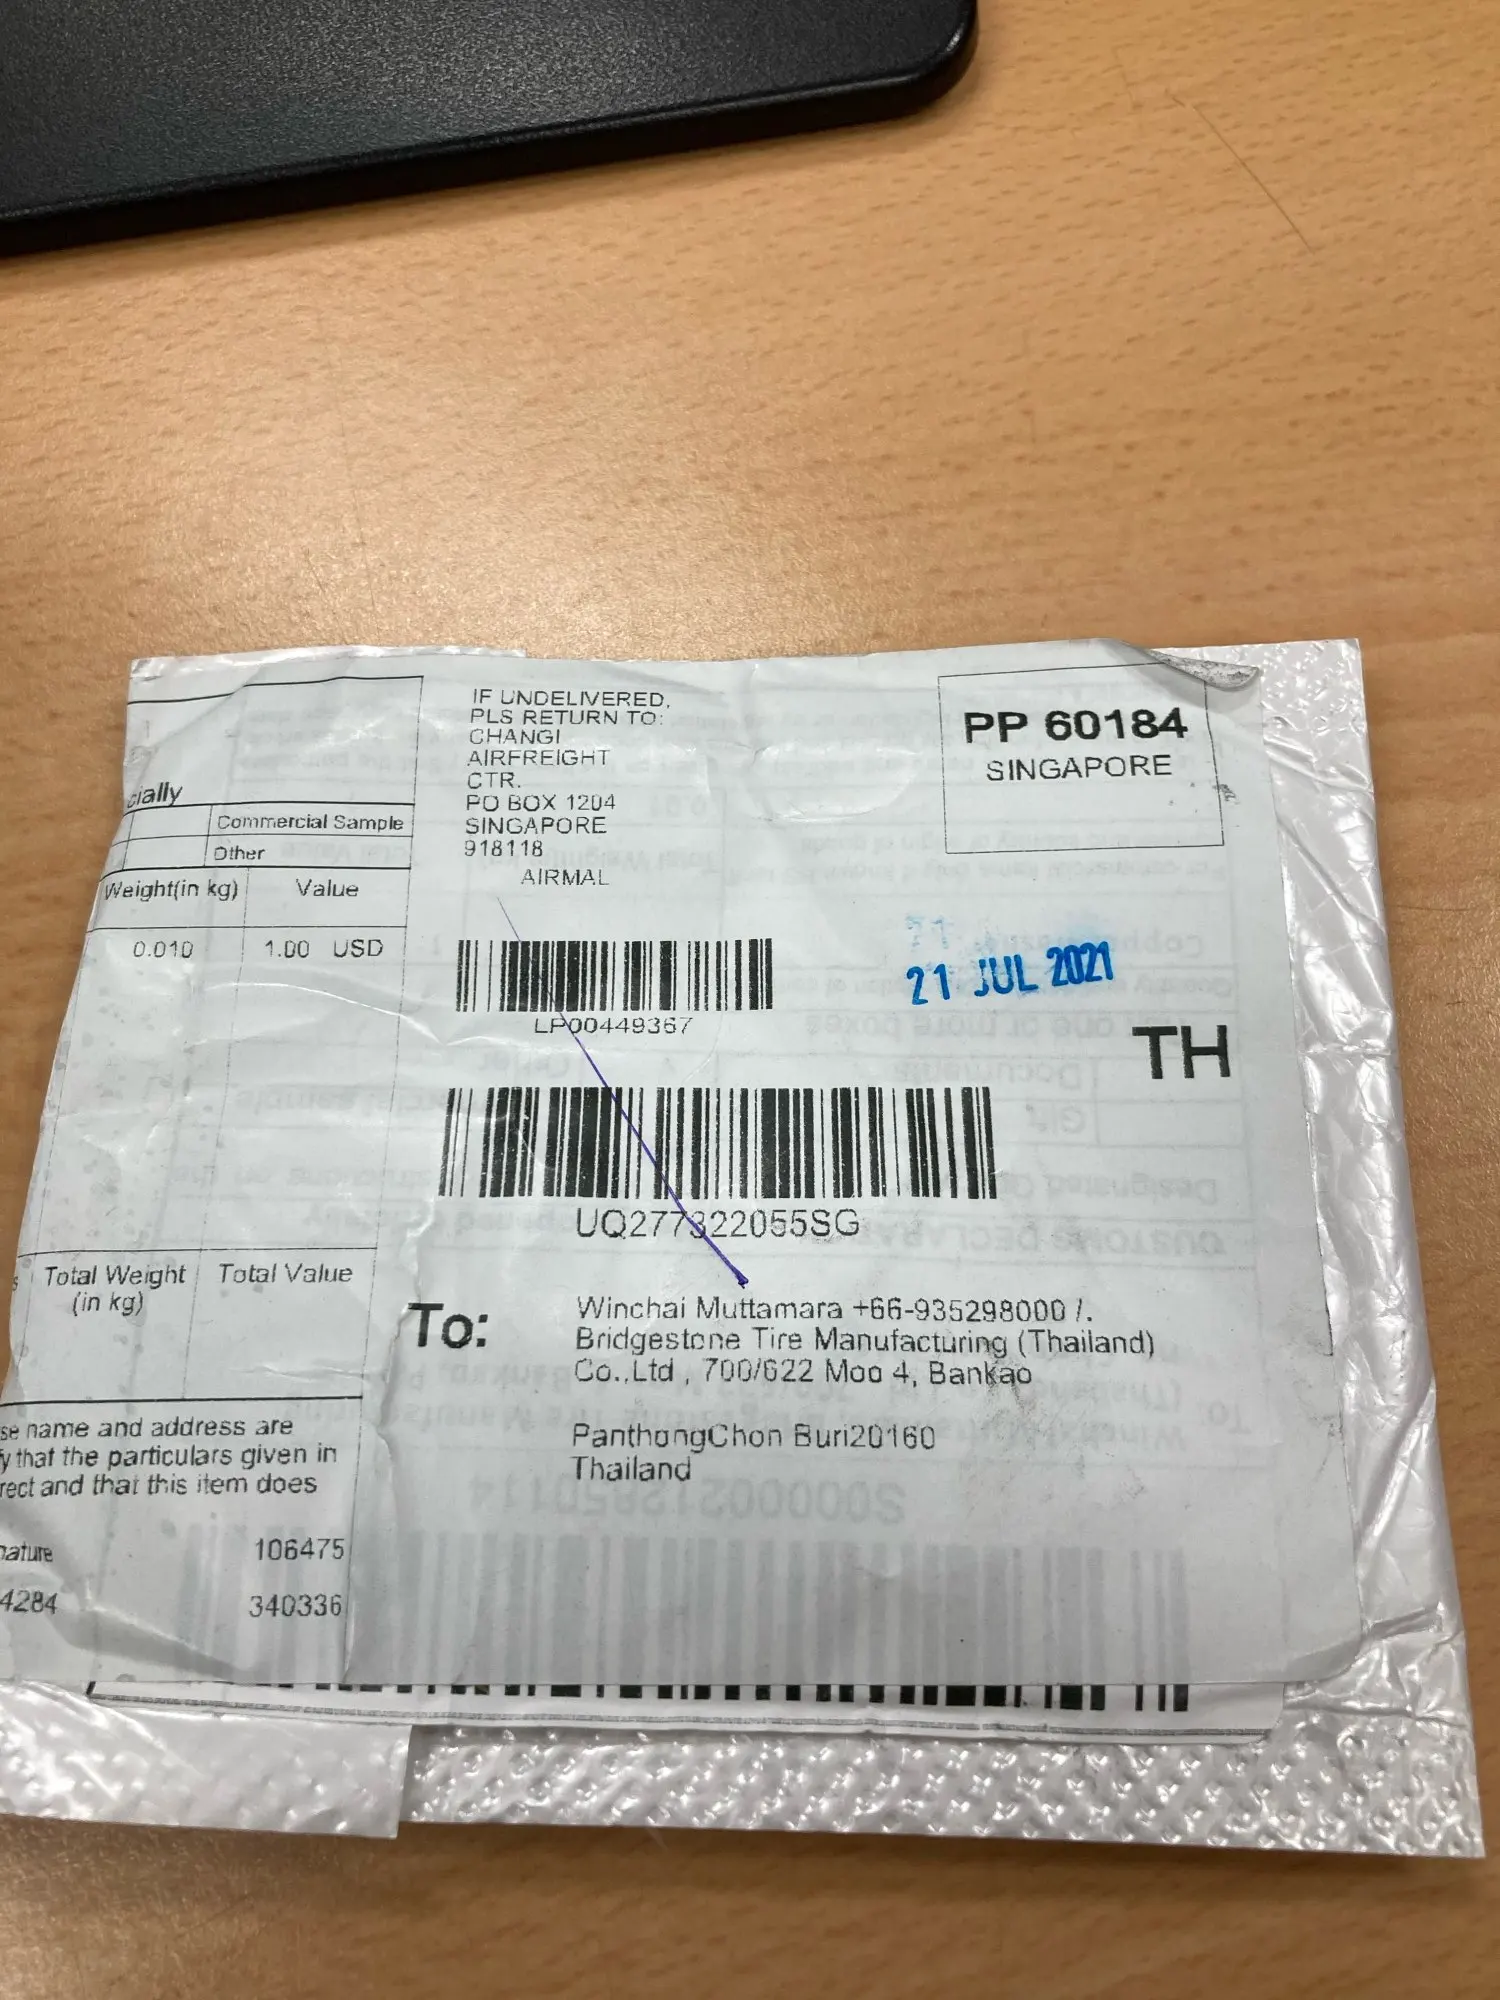 cially
Commercial Sample
Other
Weight(in kg) Value
0.010 1.00 USD
Total Weight Total Value
(in kg)
se name and address are
fy that the particulars given in
rect and that this item does
nature 106475
4284 340336
IF UNDELIVERED,
PLS RETURN TO:
CHANGI
AIRFREIGHT
CTR.
PO BOX 1204
SINGAPORE
918118
AIRMAL
PP 60184
SINGAPORE
21 JUL 2021
LP00449367
TH
UQ277322055SG
To:
Winchai Muttamara +66-935298000 /.
Bridgestone Tire Manufacturing (Thailand)
Co.,Ltd , 700/622 Moo 4, Bankao
PanthongChon Buri20160
Thailand